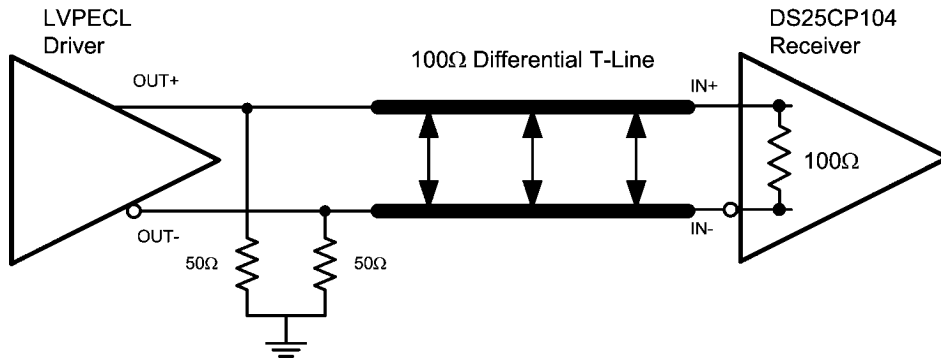 LVPECL
Driver
DS25CP104
Receiver
100Ω Differential T-Line
OUT+
IN+
100Ω
OUT-
IN-
50Ω
50Ω